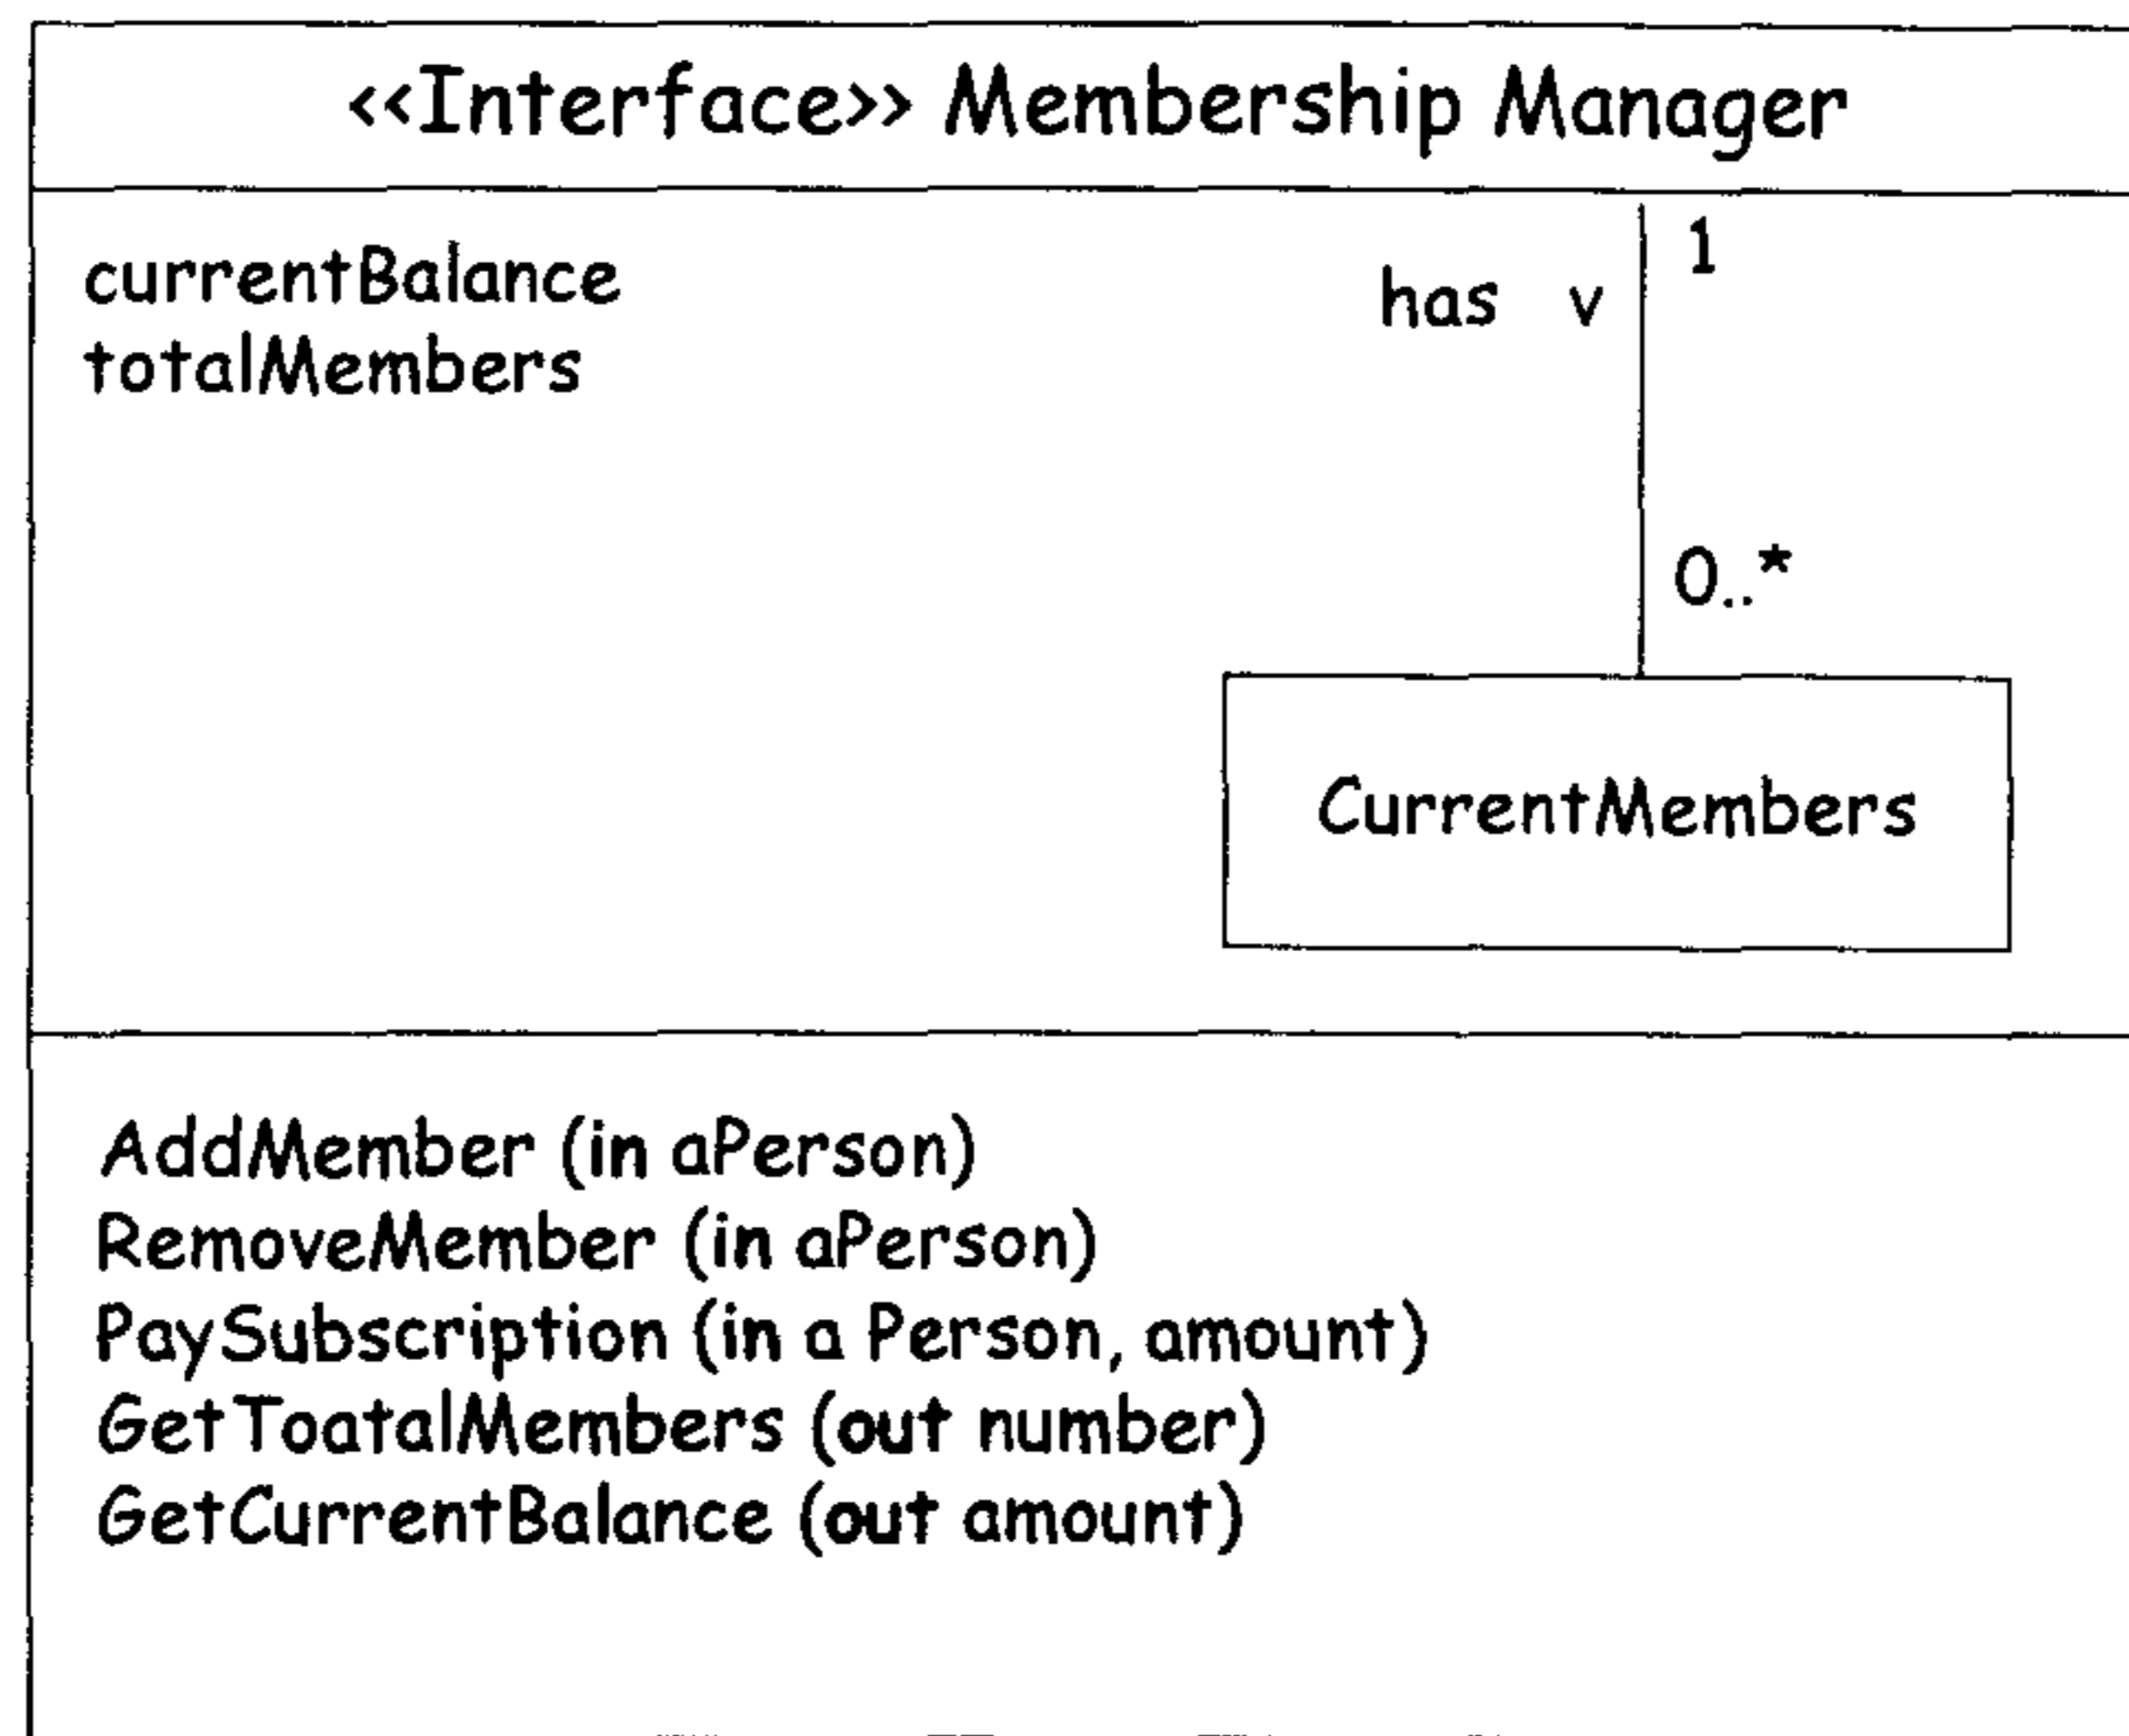 <<Interface>> Membership Manager
currentBalance
totalMembers
has v
1
0..*
CurrentMembers
AddMember (in aPerson)
RemoveMember (in aPerson)
PaySubscription (in a Person, amount)
GetToatalMembers (out number)
GetCurrentBalance (out amount)